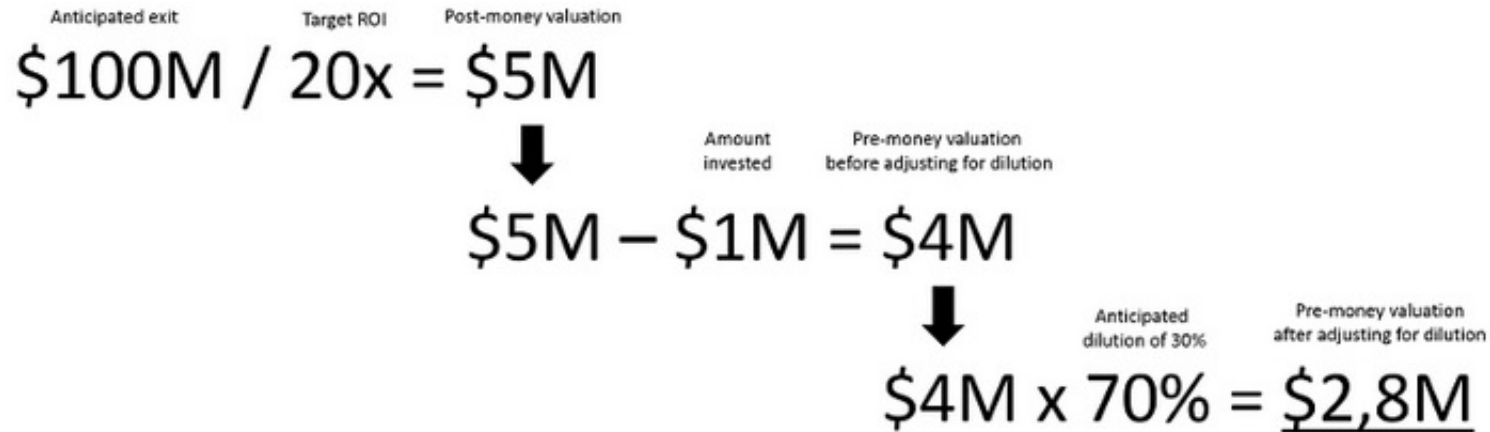 Anticipated exit Target ROI Post-money valuation
$100M / 20x = $5M
Amount Pre-money valuation
invested before adjusting for dilution
$5M – $1M = $4M
Anticipated Pre-money valuation
dilution of 30% after adjusting for dilution
$4M x 70% = $2,8M